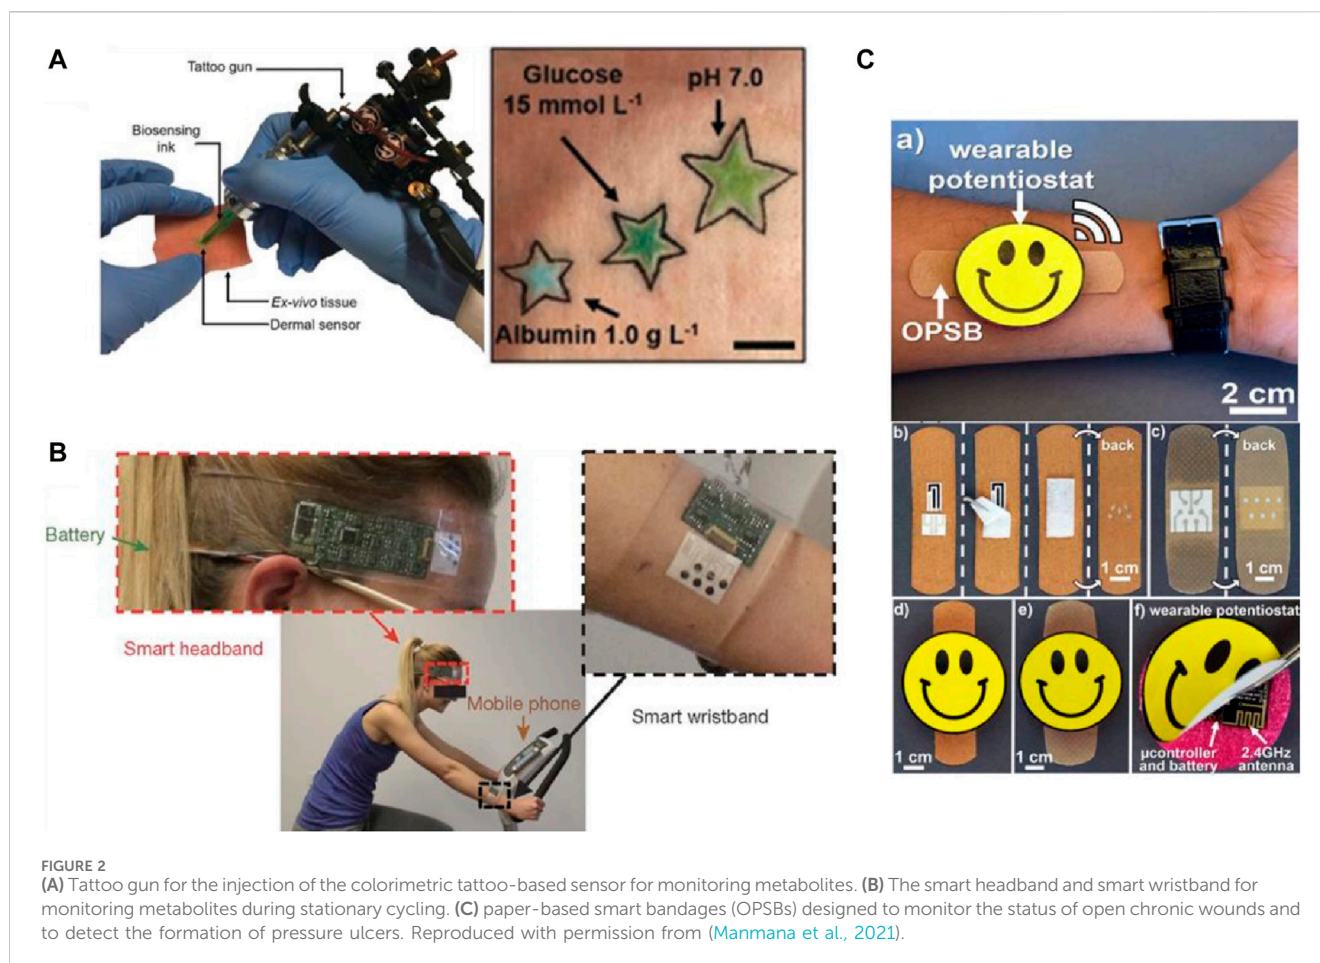 A
Tattoo gun
Biosensing
ink
Ex-vivo tissue
Dermal sensor
Glucose
15 mmol L-1
pH 7.0
Albumin 1.0 g L-1
B
Battery
Smart headband
Mobile phone
Smart wristband
C
a)
wearable
potentiostat
OPSB
2 cm
b)
back
1 cm
c)
back
1 cm
d)
1 cm
e)
1 cm
f) wearable potentiostat
µcontroller
and battery
2.4GHz
antenna
FIGURE 2
(A) Tattoo gun for the injection of the colorimetric tattoo-based sensor for monitoring metabolites. (B) The smart headband and smart wristband for
monitoring metabolites during stationary cycling. (C) paper-based smart bandages (OPSBs) designed to monitor the status of open chronic wounds and
to detect the formation of pressure ulcers. Reproduced with permission from (Manmana et al., 2021).